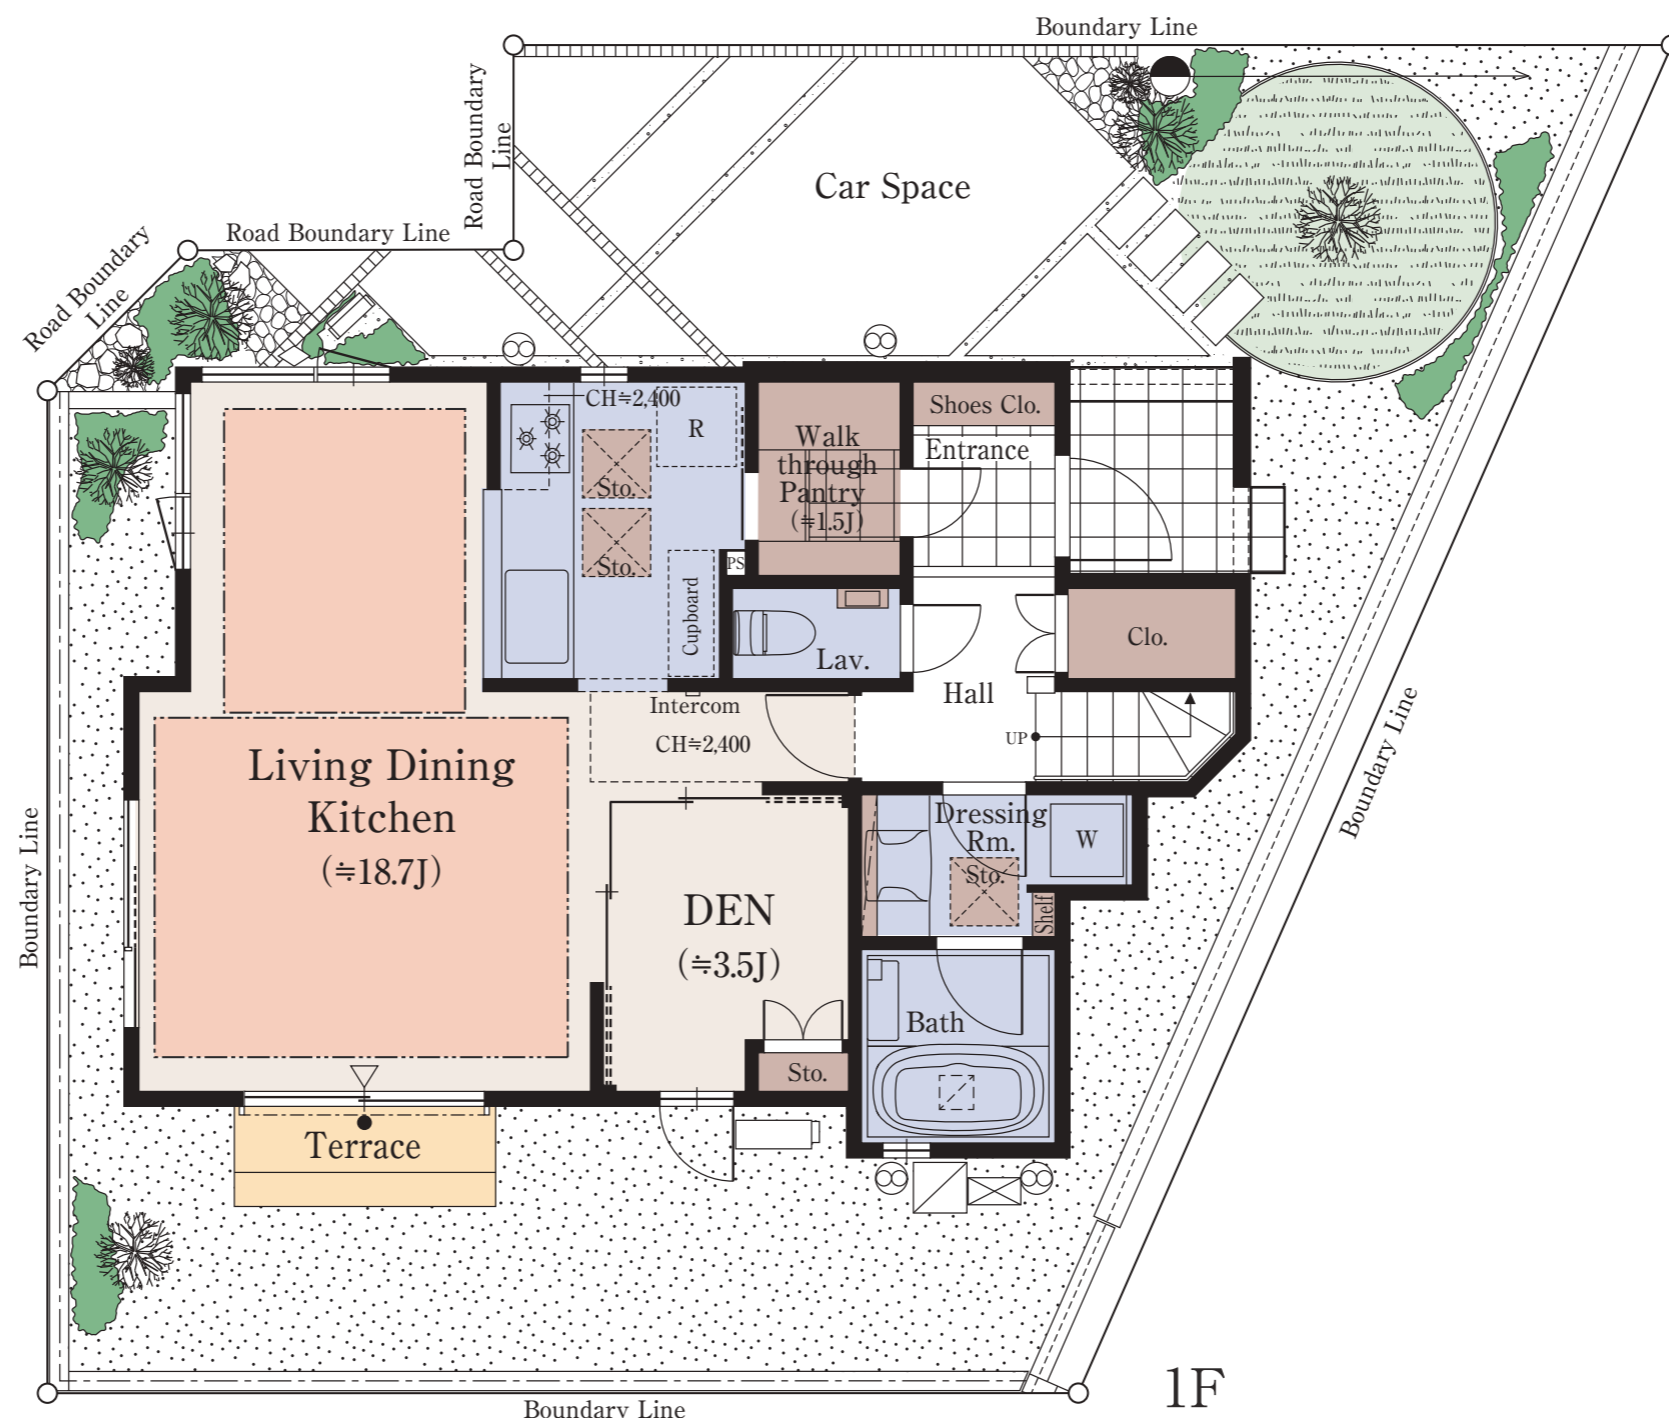 Boundary Line
Road Boundary
Line
Road Boundary Line
Road Boundary
Line
Car Space
CH≒2,400
R
Shoes Clo.
Walk
through
Pantry
(≒1.5J)
Entrance
Sto.
Sto.
PS
Cupboard
Lav.
Clo.
Hall
Intercom
CH≒2,400
UP
Living Dining
Kitchen
(≒18.7J)
Dressing
Rm.
W
Sto.
Shelf
DEN
(≒3.5J)
Boundary Line
Boundary Line
Bath
Sto.
Terrace
1F
Boundary Line